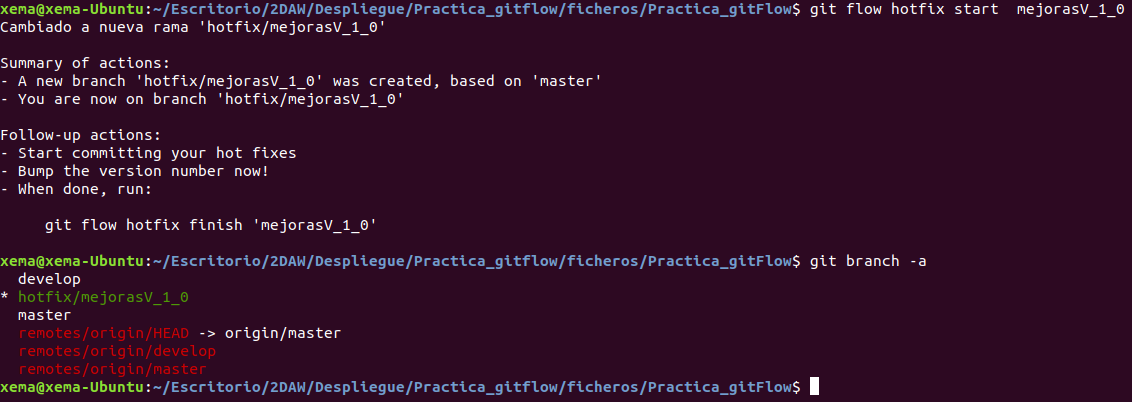 xema@xema-Ubuntu:~/Escritorio/2DAW/Despliegue/Practica_gitflow/ficheros/Practica_gitFlow$ git flow hotfix start  mejorasV_1_0
Cambiado a nueva rama 'hotfix/mejorasV_1_0'
Summary of actions:
- A new branch 'hotfix/mejorasV_1_0' was created, based on 'master'
- You are now on branch 'hotfix/mejorasV_1_0'
Follow-up actions:
- Start committing your hot fixes
- Bump the version number now!
- When done, run:
git flow hotfix finish 'mejorasV_1_0'
xema@xema-Ubuntu:~/Escritorio/2DAW/Despliegue/Practica_gitflow/ficheros/Practica_gitFlow$ git branch -a
develop
* hotfix/mejorasV_1_0
master
remotes/origin/HEAD -> origin/master
remotes/origin/develop
remotes/origin/master
xema@xema-Ubuntu:~/Escritorio/2DAW/Despliegue/Practica_gitflow/ficheros/Practica_gitFlow$